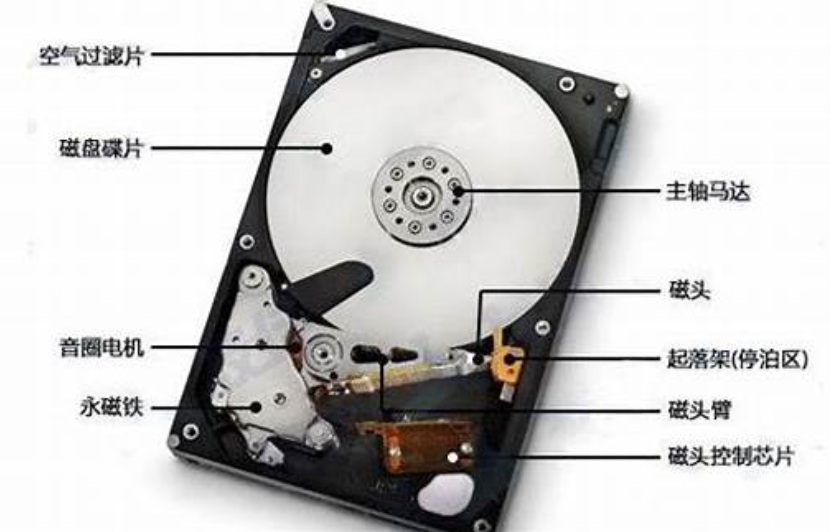 空气过滤片
磁盘碟片
主轴马达
磁头
音圈电机
起落架(停泊区)
永磁铁
磁头臂
磁头控制芯片